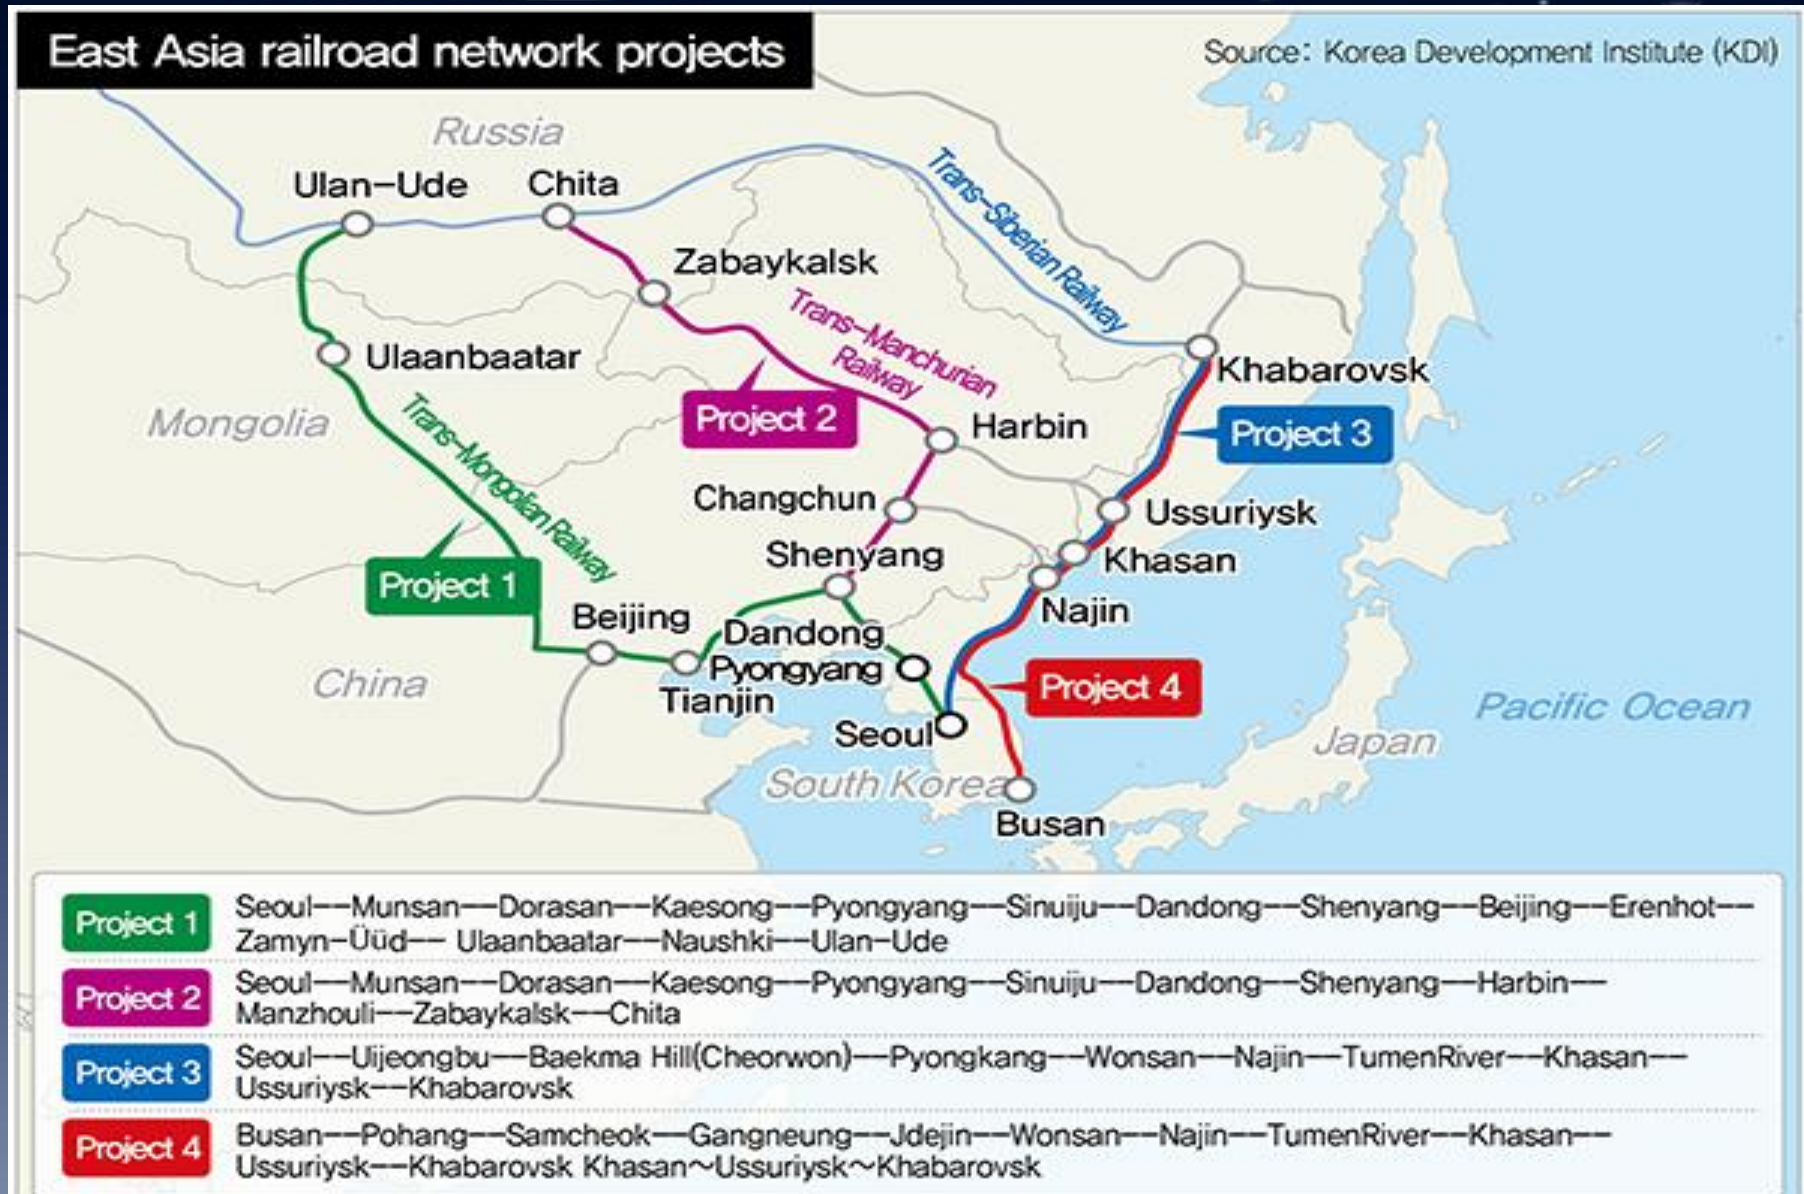 East Asia railroad network projects
Source: Korea Development Institute (KDI)
Russia
Ulan-Ude
Chita
Trans-Siberian Railway
Zabaykalsk
Trans-Manchurian
Railway
Ulaanbaatar
Khabarovsk
Mongolia
Trans-Mongolian Railway
Project 2
Harbin
Project 3
Changchun
Ussuriysk
Shenyang
Khasan
Project 1
Beijing
Najin
Dandong
Pyongyang
China
Tianjin
Project 4
Seoul
Pacific Ocean
Japan
South Korea
Busan
Project 1 Seoul--Munsan--Dorasan--Kaesong--Pyongyang--Sinuiju--Dandong--Shenyang--Beijing--Erenhot--
Zamyn-Üüd-- Ulaanbaatar--Naushki--Ulan-Ude
Project 2 Seoul--Munsan--Dorasan--Kaesong--Pyongyang--Sinuiju--Dandong--Shenyang--Harbin--
Manzhouli--Zabaykalsk--Chita
Project 3 Seoul--Uijeongbu--Baekma Hill(Cheorwon)--Pyongkang--Wonsan--Najin--TumenRiver--Khasan--
Ussuriysk--Khabarovsk
Project 4 Busan--Pohang--Samcheok--Gangneung--Jdejin--Wonsan--Najin--TumenRiver--Khasan--
Ussuriysk--Khabarovsk Khasan~Ussuriysk~Khabarovsk